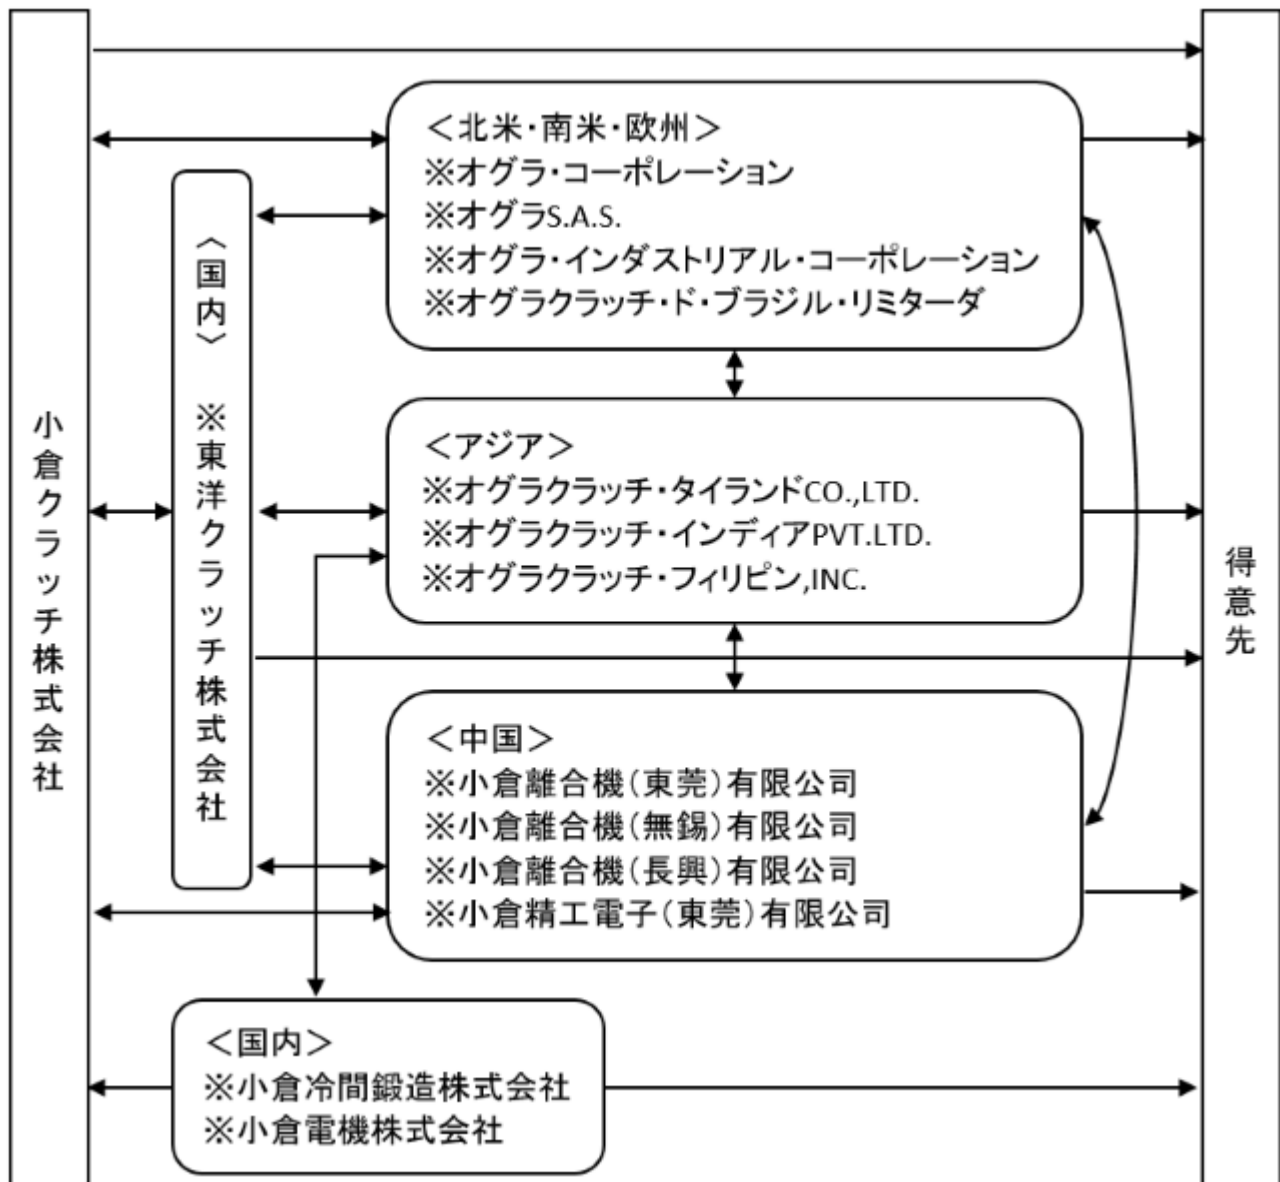 小倉クラッチ株式会社
〈国内〉 ※東洋クラッチ株式会社
＜北米・南米・欧州＞
※オグラ・コーポレーション
※オグラS.A.S.
※オグラ・インダストリアル・コーポレーション
※オグラクラッチ・ド・ブラジル・リミターダ
＜アジア＞
※オグラクラッチ・タイランドCO.,LTD.
※オグラクラッチ・インディアPVT.LTD.
※オグラクラッチ・フィリピン,INC.
＜中国＞
※小倉離合機（東莞）有限公司
※小倉離合機（無錫）有限公司
※小倉離合機（長興）有限公司
※小倉精工電子（東莞）有限公司
＜国内＞
※小倉冷間鍛造株式会社
※小倉電機株式会社
得意先